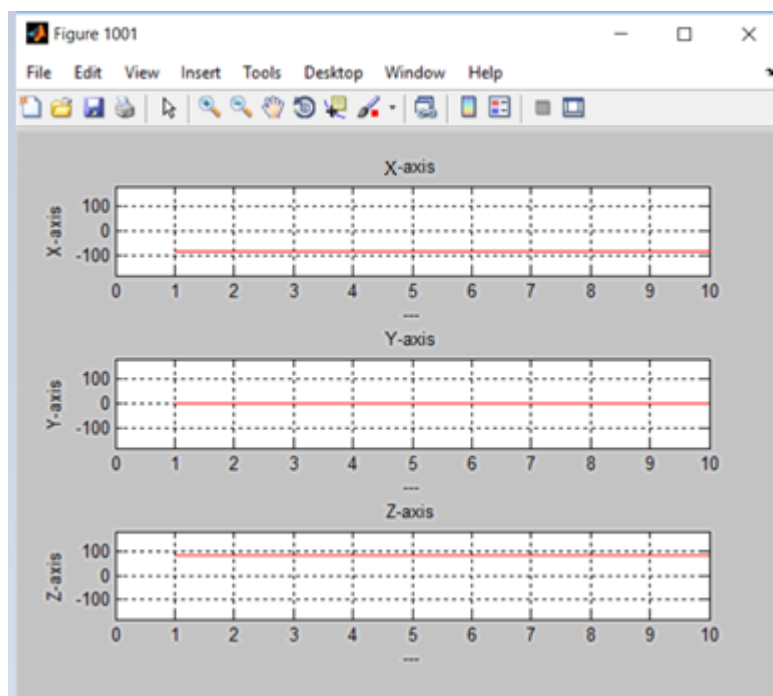 Figure 1001
File Edit View Insert Tools Desktop Window Help
X-axis
X-axis
100
0
-100
0 1 2 3 4 5 6 7 8 9 10
---
Y-axis
Y-axis
100
0
-100
0 1 2 3 4 5 6 7 8 9 10
---
Z-axis
Z-axis
100
0
-100
0 1 2 3 4 5 6 7 8 9 10
---